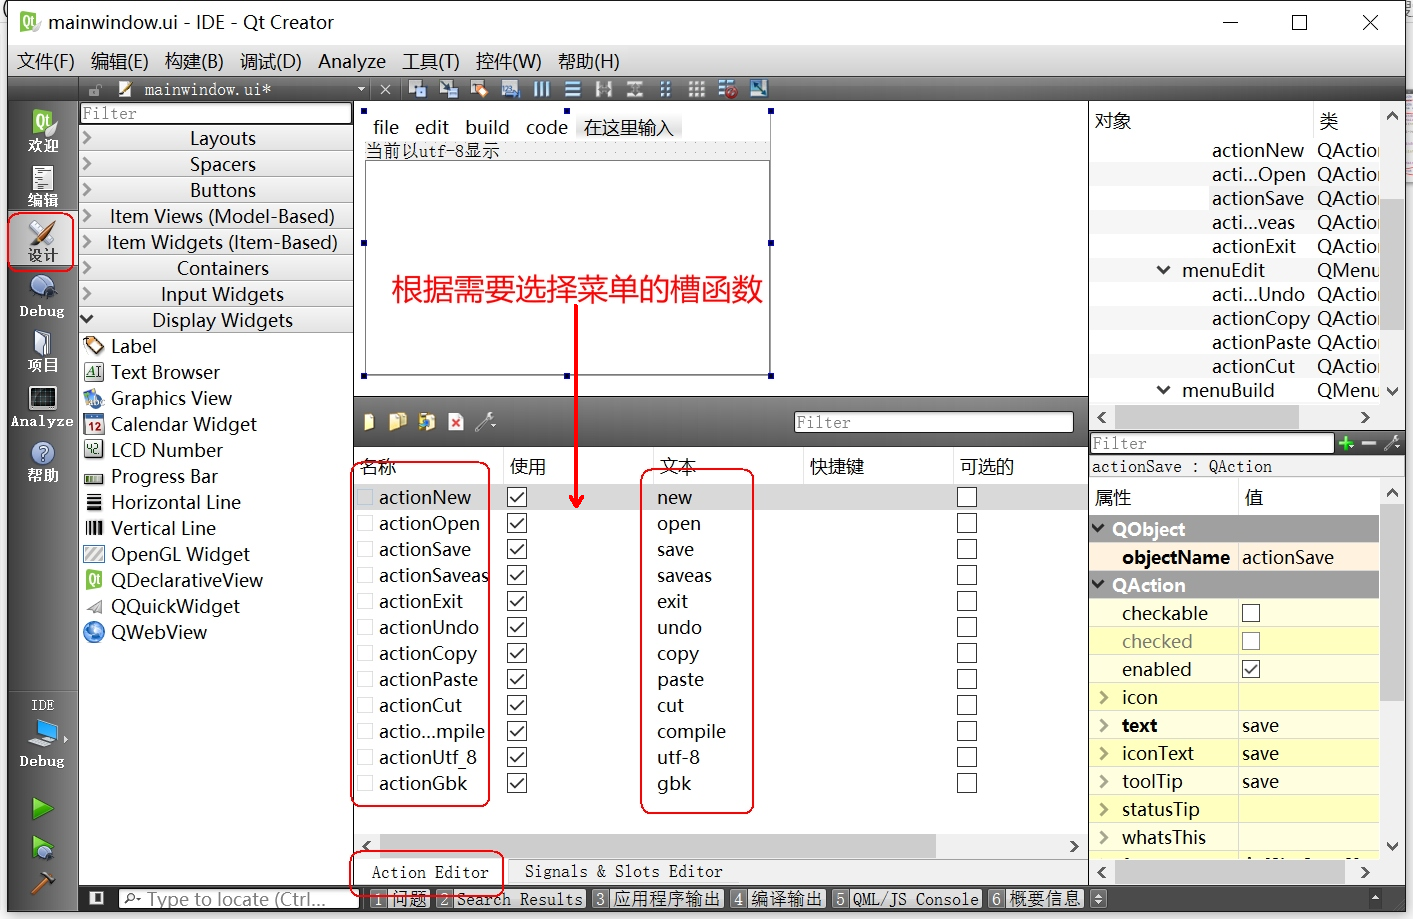 mainwindow.ui - IDE - Qt Creator
文件(F) 编辑(E) 构建(B) 调试(D) Analyze 工具(T) 控件(W) 帮助(H)
mainwindow.ui*
欢迎
编辑
设计
Debug
项目
Analyze
帮助
IDE
Debug
Filter
Layouts
Spacers
Buttons
Item Views (Model-Based)
Item Widgets (Item-Based)
Containers
Input Widgets
Display Widgets
Label
Text Browser
Graphics View
Calendar Widget
LCD Number
Progress Bar
Horizontal Line
Vertical Line
OpenGL Widget
QDeclarativeView
QQuickWidget
QWebView
file edit build code 在这里输入
当前以utf-8显示
根据需要选择菜单的槽函数
Filter
名称 使用 文本 快捷键 可选的
actionNew new
actionOpen open
actionSave save
actionSaveas saveas
actionExit exit
actionUndo undo
actionCopy copy
actionPaste paste
actionCut cut
actio...mpile compile
actionUtf_8 utf-8
actionGbk gbk
Action Editor Signals & Slots Editor
对象 类
actionNew QAction
acti...Open QAction
actionSave QAction
acti...veas QAction
actionExit QAction
menuEdit QMenu
acti...Undo QAction
actionCopy QAction
actionPaste QAction
actionCut QAction
menuBuild QMenu
Filter
actionSave : QAction
属性 值
QObject
objectName actionSave
QAction
checkable
checked
enabled
icon
text save
iconText save
toolTip save
statusTip
whatsThis
Type to locate (Ctrl... 1 问题 2 Search Results 3 应用程序输出 4 编译输出 5 QML/JS Console 6 概要信息